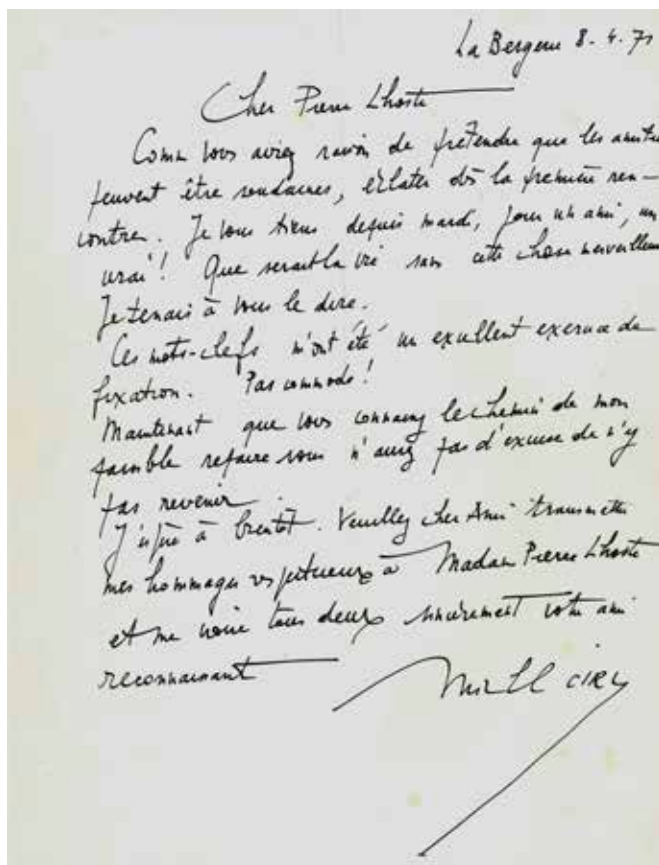 La Bergerie 8-4-71
Cher Pierre Lhoste
Comme vous aviez raison de prétendre que les amitiés
peuvent être soudaines, éclater dès la première ren-
contre. Je vous tiens depuis mardi, pour un ami, un
vrai! Que serait la vie sans cette chose merveilleuse
Je tenais à vous le dire.
Ces mots-clefs m'ont été un excellent exercice de
fixation. Pas commode!
Maintenant que vous connaissez le chemin de mon
paisible repaire vous n'aurez pas d'excuse de n'y
pas revenir
J'espère à bientôt. Veuillez cher Ami transmettre
mes hommages respectueux à Madame Pierre Lhoste
et me croire tous deux sincèrement votre ami
reconnaissant
Michel CIRY